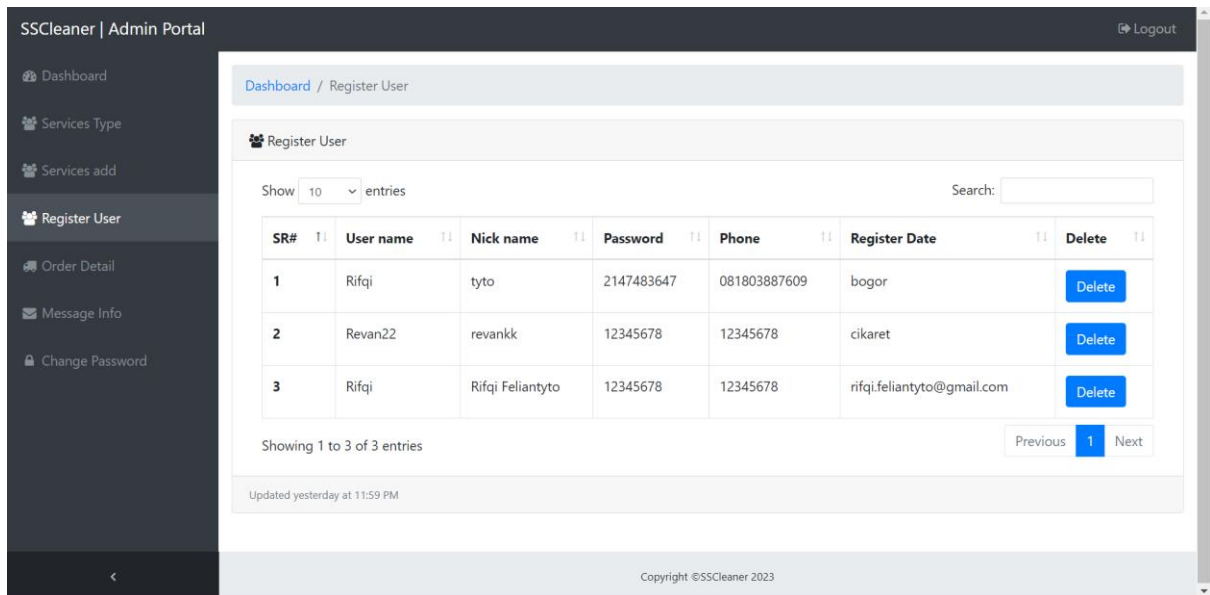 SSCleaner | Admin Portal
Logout
Dashboard
Services Type
Services add
Register User
Order Detail
Message Info
Change Password
Dashboard / Register User
Register User
Show 10 entries
Search:
SR# User name Nick name Password Phone Register Date Delete
1 Rifqi tyto 2147483647 081803887609 bogor Delete
2 Revan22 revankk 12345678 12345678 cikaret Delete
3 Rifqi Rifqi Feliantyto 12345678 12345678 rifqi.feliantyto@gmail.com Delete
Showing 1 to 3 of 3 entries
Previous 1 Next
Updated yesterday at 11:59 PM
Copyright ©SSCleaner 2023